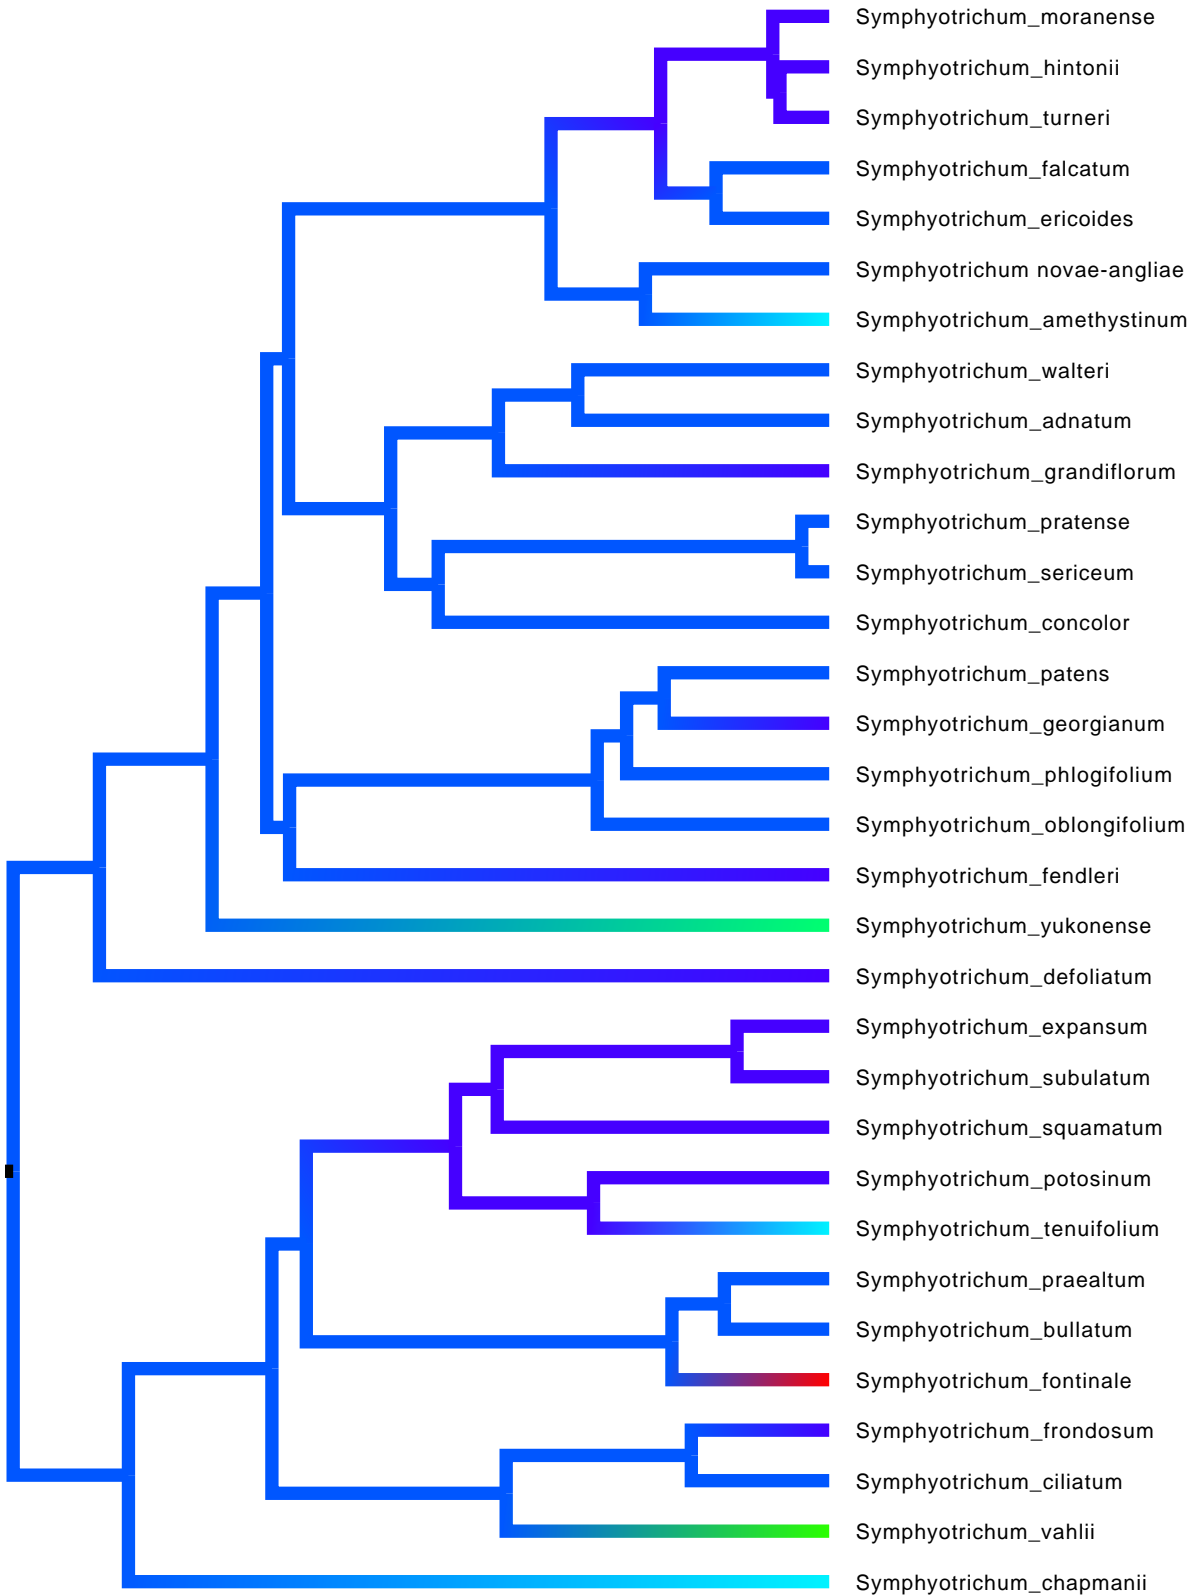 Symphyotrichum_moranense
Symphyotrichum_hintonii
Symphyotrichum_turneri
Symphyotrichum_falcatum
Symphyotrichum_ericoides
Symphyotrichum novae-angliae
Symphyotrichum_amethystinum
Symphyotrichum_walteri
Symphyotrichum_adnatum
Symphyotrichum_grandiflorum
Symphyotrichum_pratense
Symphyotrichum_sericeum
Symphyotrichum_concolor
Symphyotrichum_patens
Symphyotrichum_georgianum
Symphyotrichum_phlogifolium
Symphyotrichum_oblongifolium
Symphyotrichum_fendleri
Symphyotrichum_yukonense
Symphyotrichum_defoliatum
Symphyotrichum_expansum
Symphyotrichum_subulatum
Symphyotrichum_squamatum
Symphyotrichum_potosinum
Symphyotrichum_tenuifolium
Symphyotrichum_praealtum
Symphyotrichum_bullatum
Symphyotrichum_fontinale
Symphyotrichum_frondosum
Symphyotrichum_ciliatum
Symphyotrichum_vahlii
Symphyotrichum_chapmanii